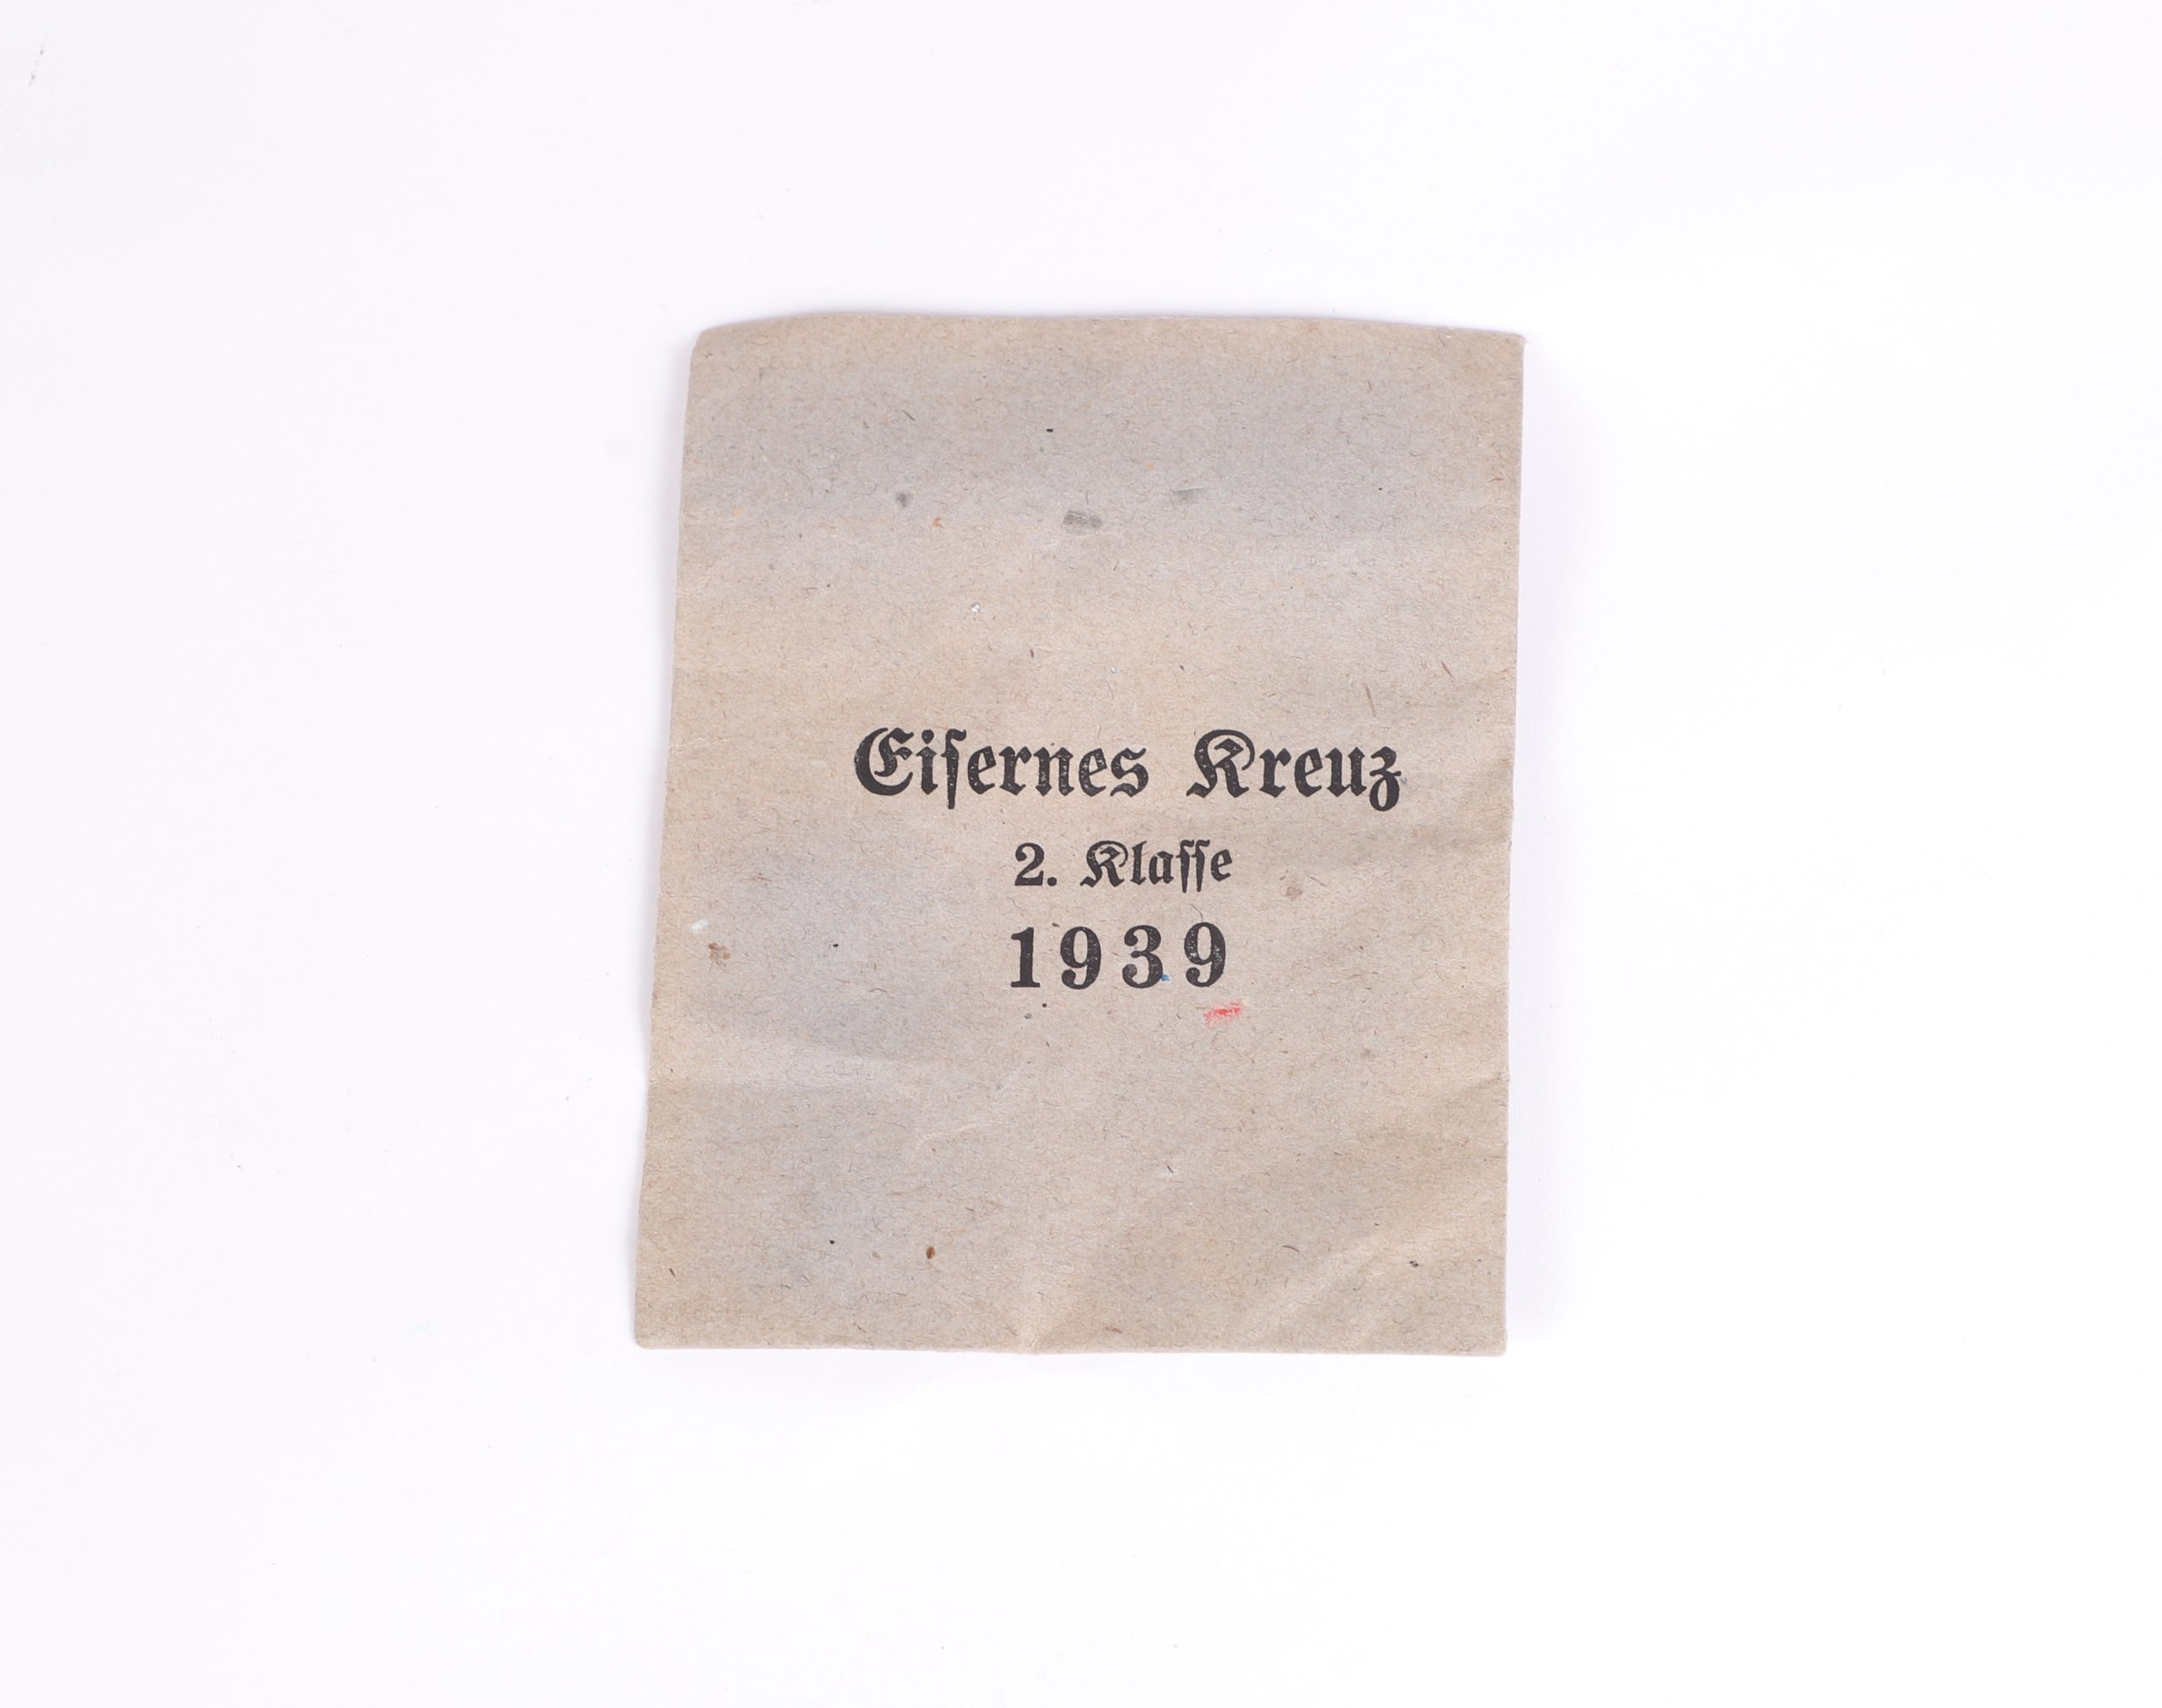 Eiſernes Kreuz
2. Klaſſe
1939